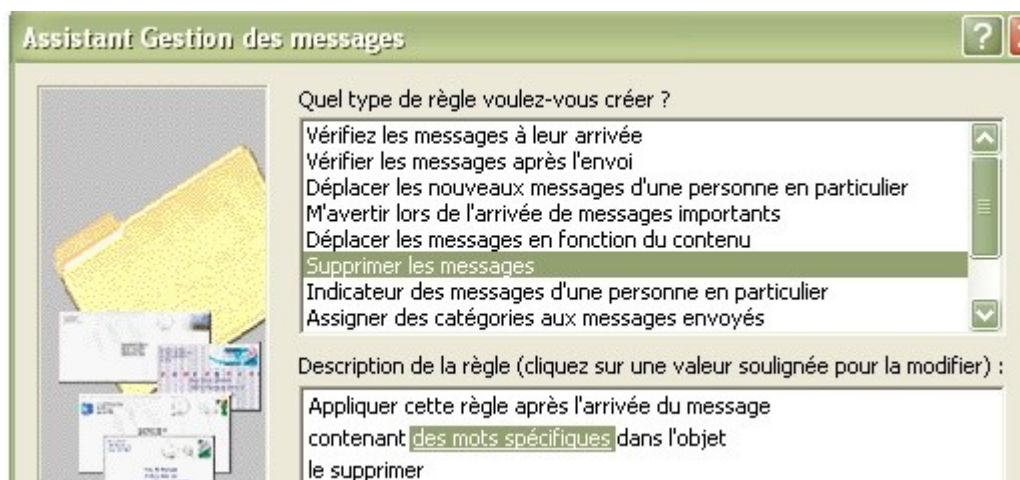 Assistant Gestion des messages
Quel type de règle voulez-vous créer ?
Vérifiez les messages à leur arrivée
Vérifier les messages après l'envoi
Déplacer les nouveaux messages d'une personne en particulier
M'avertir lors de l'arrivée de messages importants
Déplacer les messages en fonction du contenu
Supprimer les messages
Indicateur des messages d'une personne en particulier
Assigner des catégories aux messages envoyés
Description de la règle (cliquez sur une valeur soulignée pour la modifier) :
Appliquer cette règle après l'arrivée du message
contenant des mots spécifiques dans l'objet
le supprimer